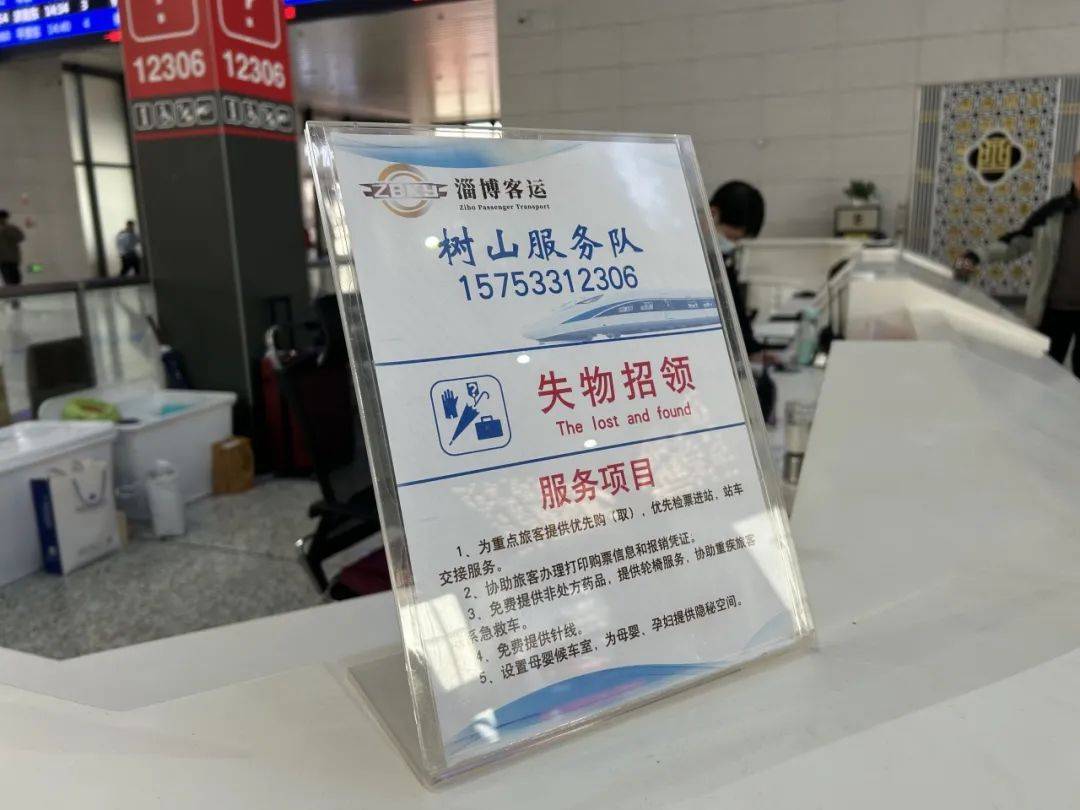 14:54 3
12306
12306
ZBKY 淄博客运
Zibo Passenger Transport
树山服务队
15753312306
失物招领
The lost and found
服务项目
1、为重点旅客提供优先购(取),优先检票进站,站车
交接服务。
2、协助旅客办理打印购票信息和报销凭证。
3、免费提供非处方药品,提供轮椅服务,协助重疾旅客
系急救车。
4、免费提供针线。
5、设置母婴候车室,为母婴、孕妇提供隐秘空间。